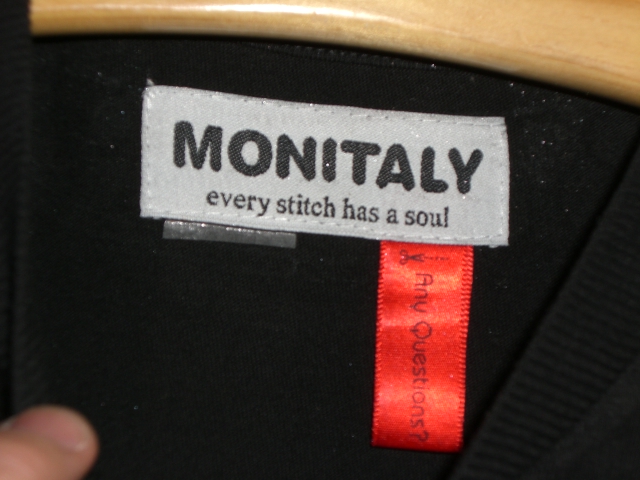 MONITALY
every stitch has a soul
Any Questions?